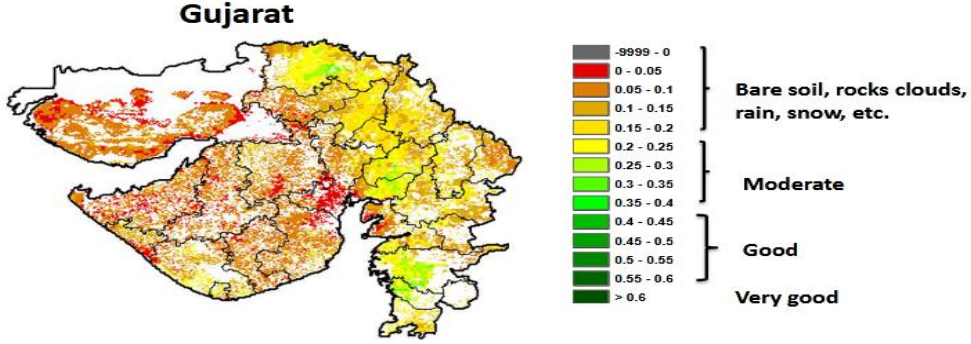 Gujarat
-9999 - 0
0 - 0.05
0.05 - 0.1
0.1 - 0.15
0.15 - 0.2
0.2 - 0.25
0.25 - 0.3
0.3 - 0.35
0.35 - 0.4
0.4 - 0.45
0.45 - 0.5
0.5 - 0.55
0.55 - 0.6
> 0.6
Bare soil, rocks clouds,
rain, snow, etc.
Moderate
Good
Very good